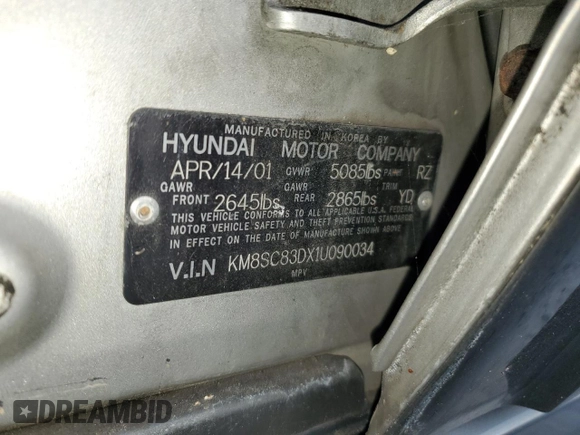 MANUFACTURED IN KOREA BY
HYUNDAI MOTOR COMPANY
APR/14/01 GVWR 5085lbs PAINT RZ
GAWR GAWR TRIM
FRONT 2645lbs REAR 2865lbs YD
THIS VEHICLE CONFORMS TO ALL APPLICABLE U.S.A. FEDERAL
MOTOR VEHICLE SAFETY AND THEFT PREVENTION STANDARDS
IN EFFECT ON THE DATE OF MANUFACTURE SHOWN ABOVE.
V.I.N KM8SC83DX1U090034
MPV
DREAMBID